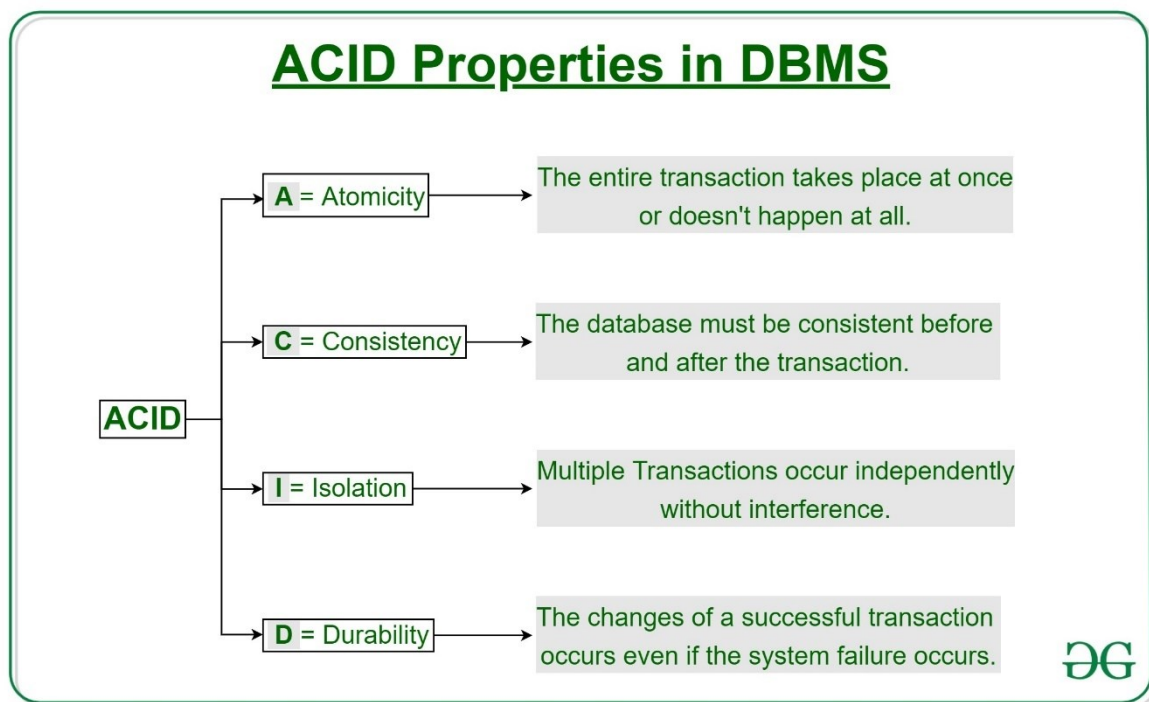 ACID Properties in DBMS
A = Atomicity
The entire transaction takes place at once
or doesn't happen at all.
C = Consistency
The database must be consistent before
and after the transaction.
ACID
I = Isolation
Multiple Transactions occur independently
without interference.
D = Durability
The changes of a successful transaction
occurs even if the system failure occurs.